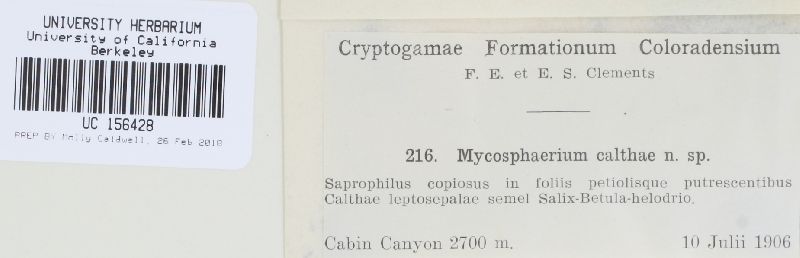 UNIVERSITY HERBARIUM
University of California
Berkeley
UC 156428
PREP BY Molly Caldwell, 26 Feb 2010
Cryptogamae Formationum Coloradensium
F. E. et E. S. Clements
216. Mycosphaerium calthae n. sp.
Saprophilus copiosus in foliis petiolisque putrescentibus
Calthae leptosepalae semel Salix-Betula-helodrio.
Cabin Canyon 2700 m. 10 Julii 1906